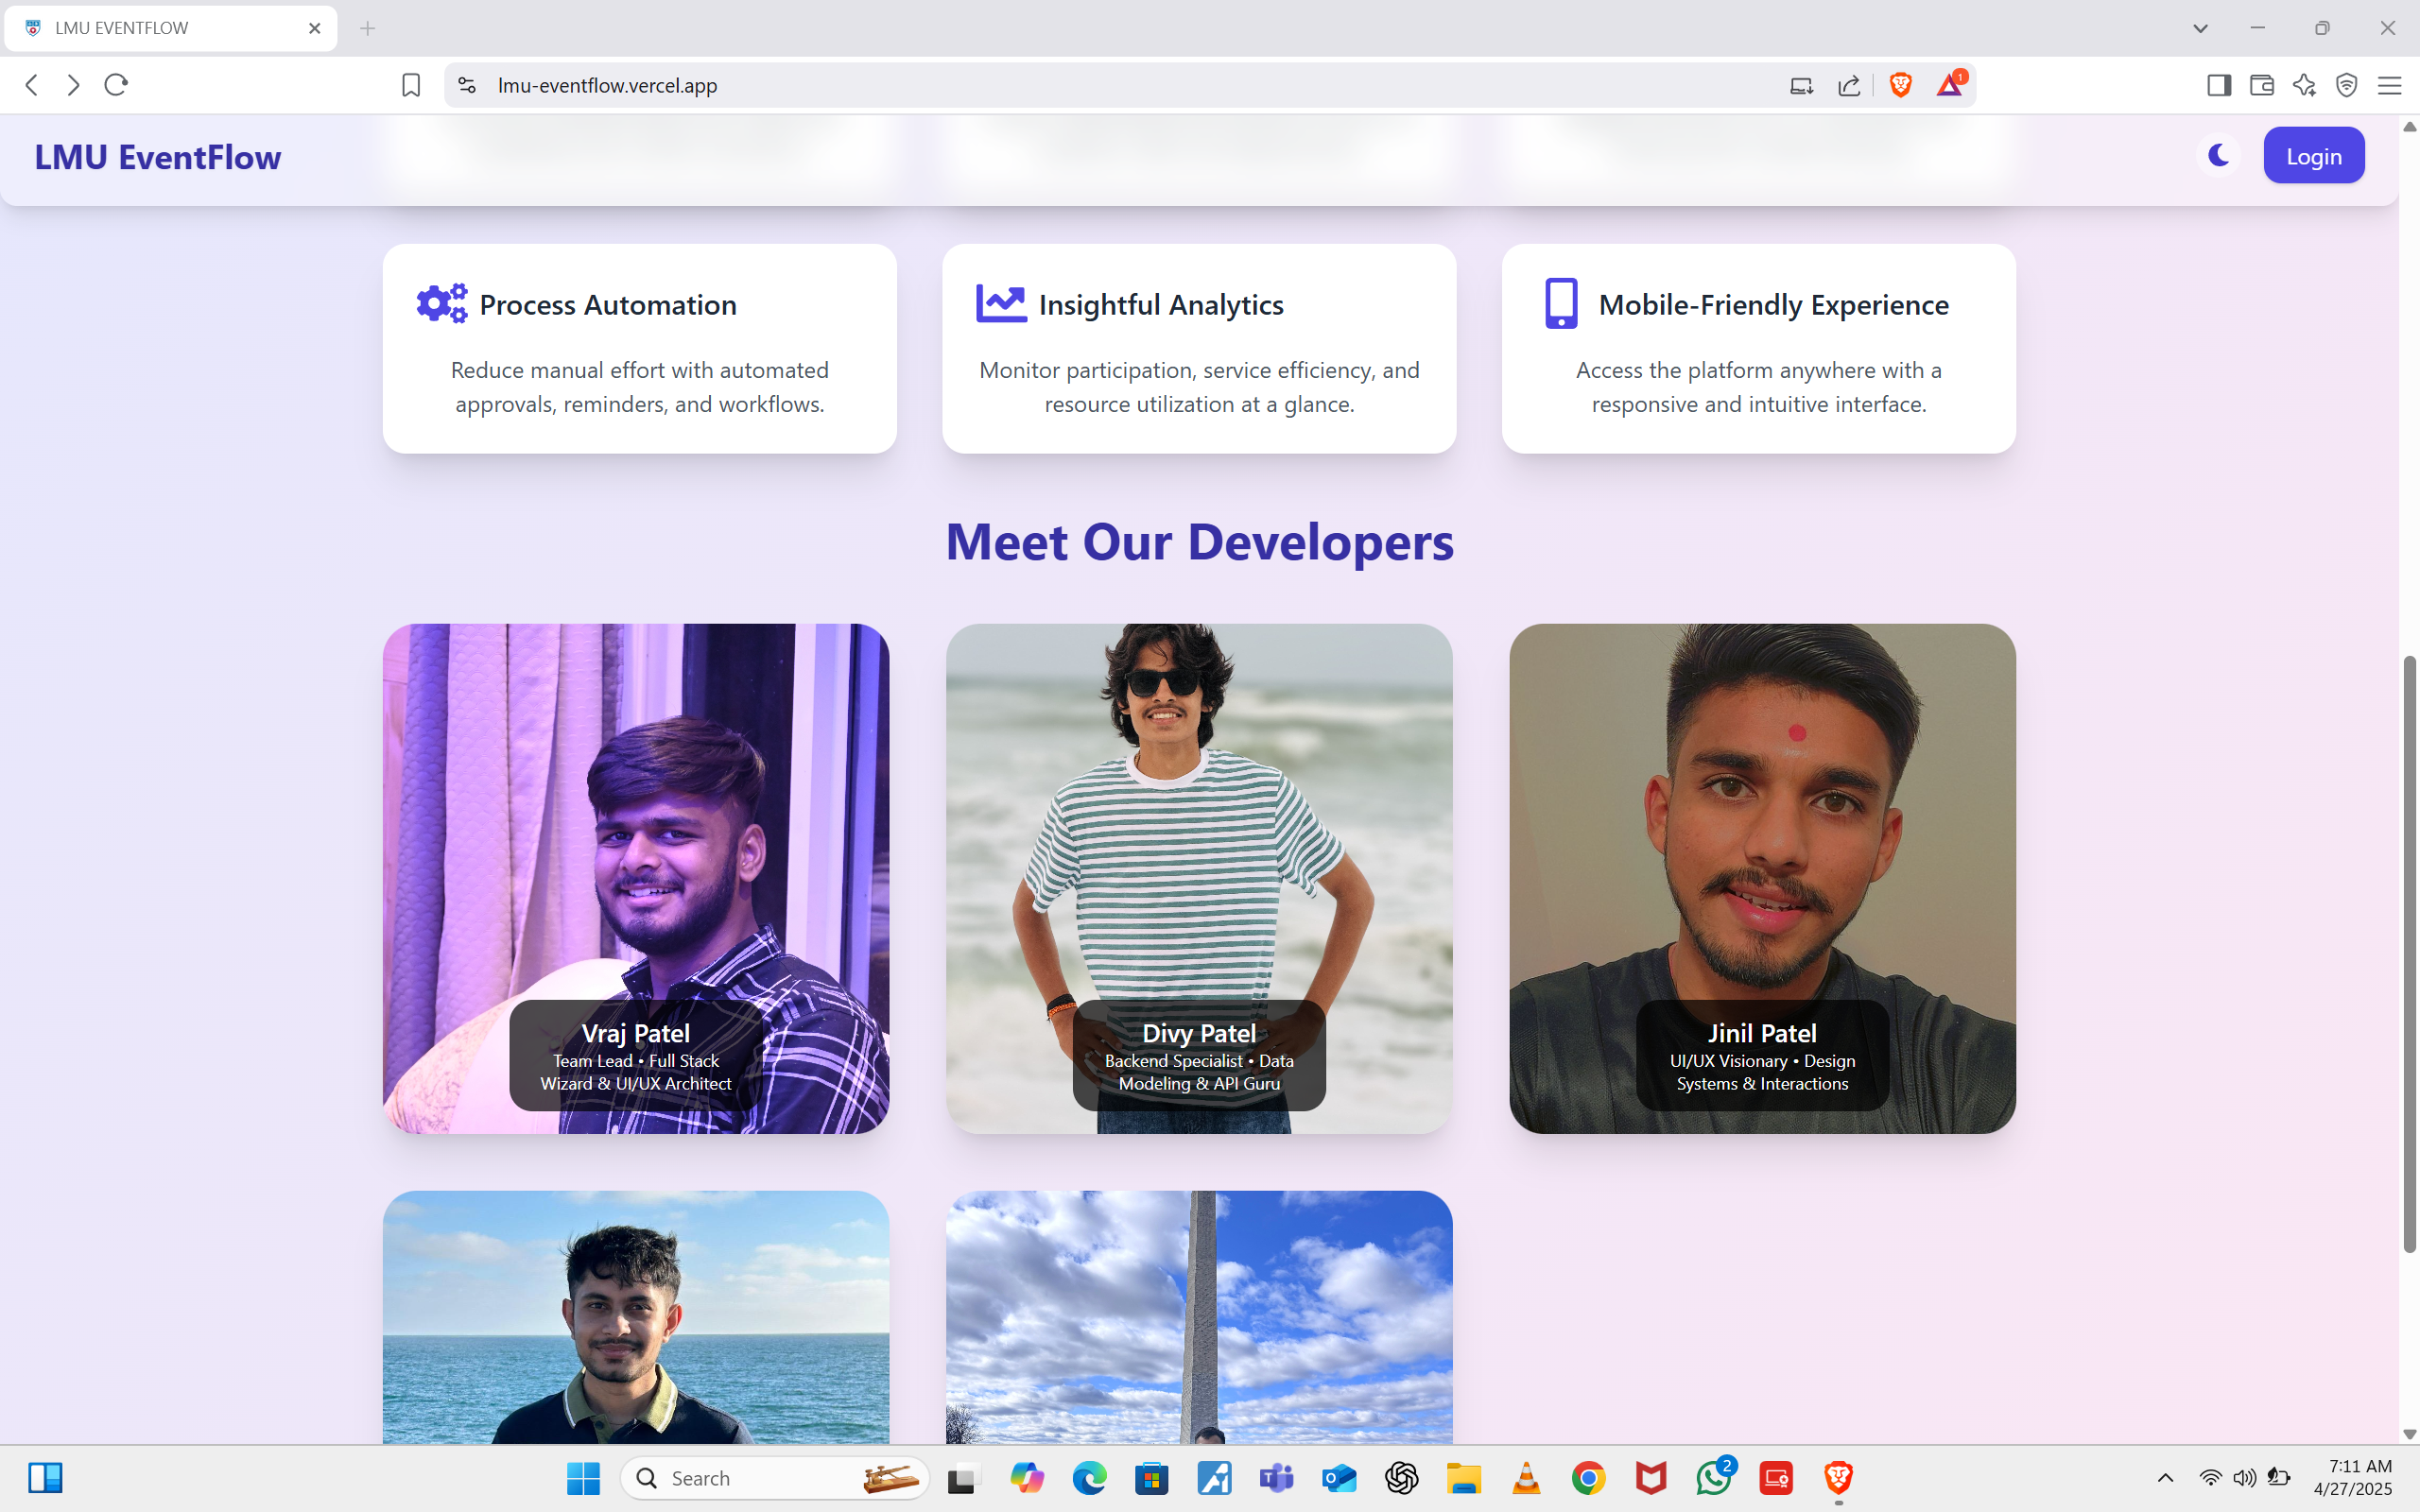 LMU EVENTFLOW
lmu-eventflow.vercel.app
1
LMU EventFlow
Login
Process Automation
Reduce manual effort with automated
approvals, reminders, and workflows.
Insightful Analytics
Monitor participation, service efficiency, and
resource utilization at a glance.
Mobile-Friendly Experience
Access the platform anywhere with a
responsive and intuitive interface.
Meet Our Developers
Vraj Patel
Team Lead • Full Stack
Wizard & UI/UX Architect
Divy Patel
Backend Specialist • Data
Modeling & API Guru
Jinil Patel
UI/UX Visionary • Design
Systems & Interactions
Search
2
7:11 AM
4/27/2025